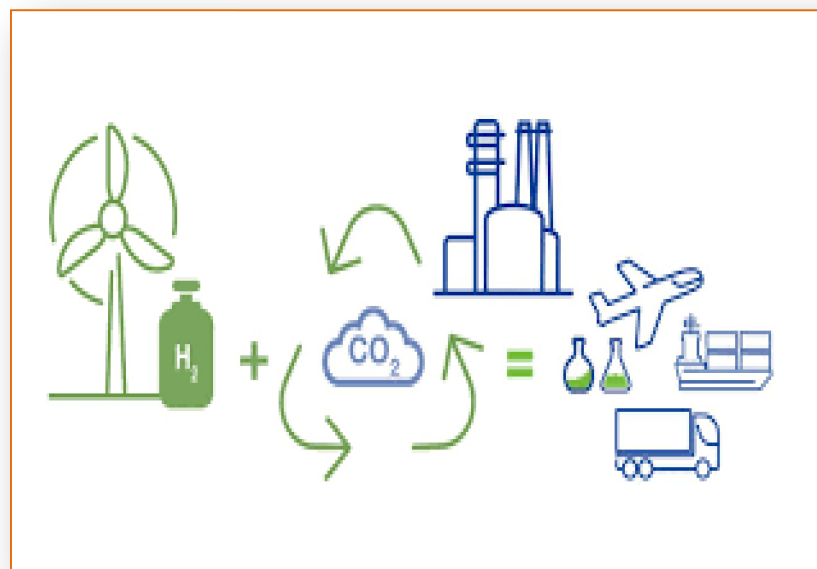 H₂
+
CO₂
=